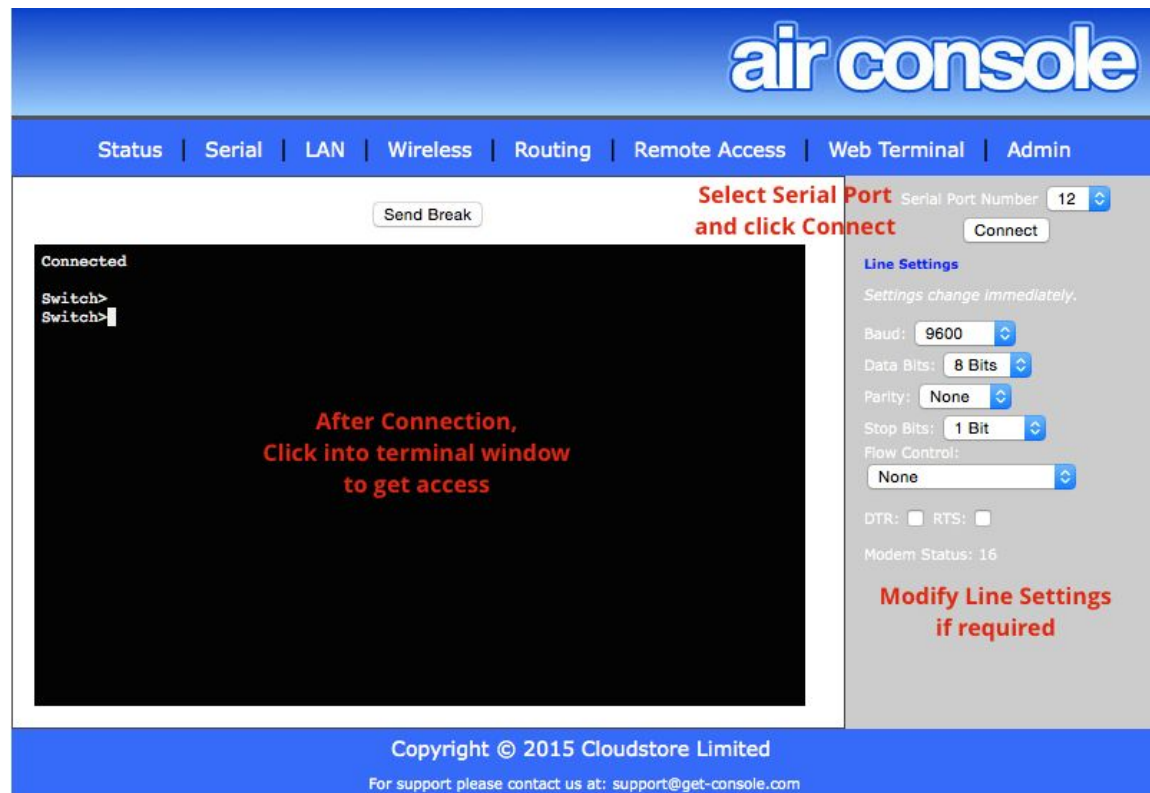 air console
Status | Serial | LAN | Wireless | Routing | Remote Access | Web Terminal | Admin
Send Break
Select Serial Port
and click Connect
Serial Port Number 12
Connect
Connected
Switch>
Switch>
After Connection,
Click into terminal window
to get access
Line Settings
Settings change immediately.
Baud: 9600
Data Bits: 8 Bits
Parity: None
Stop Bits: 1 Bit
Flow Control:
None
DTR: RTS:
Modem Status: 16
Modify Line Settings
if required
Copyright © 2015 Cloudstore Limited
For support please contact us at: support@get-console.com